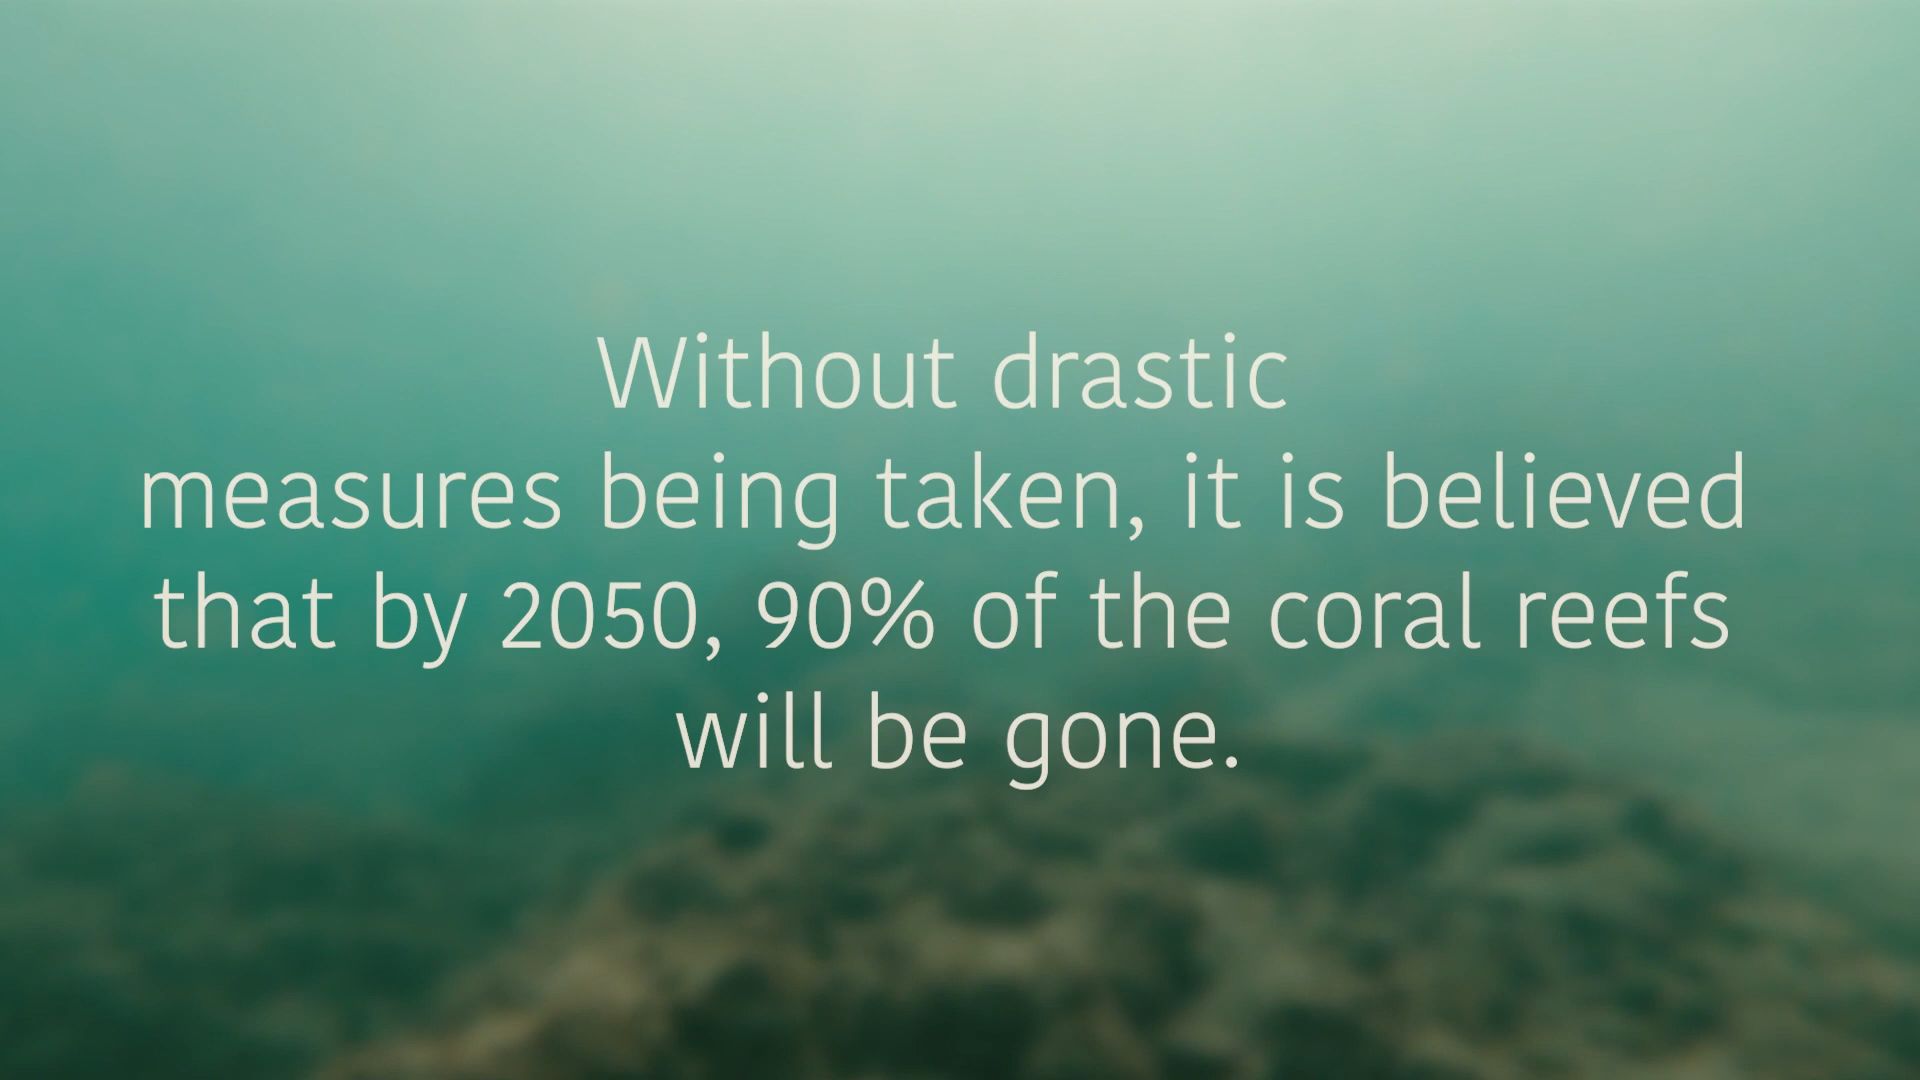 Without drastic
measures being taken, it is believed
that by 2050, 90% of the coral reefs
will be gone.